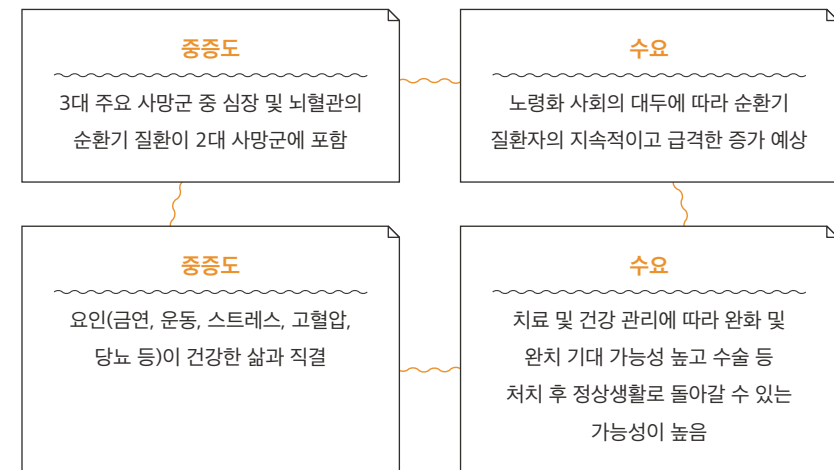 중증도
3대 주요 사망군 중 심장 및 뇌혈관의
순환기 질환이 2대 사망군에 포함
수요
노령화 사회의 대두에 따라 순환기
질환자의 지속적이고 급격한 증가 예상
중증도
요인(금연, 운동, 스트레스, 고혈압,
당뇨 등)이 건강한 삶과 직결
수요
치료 및 건강 관리에 따라 완화 및
완치 기대 가능성 높고 수술 등
처치 후 정상생활로 돌아갈 수 있는
가능성이 높음